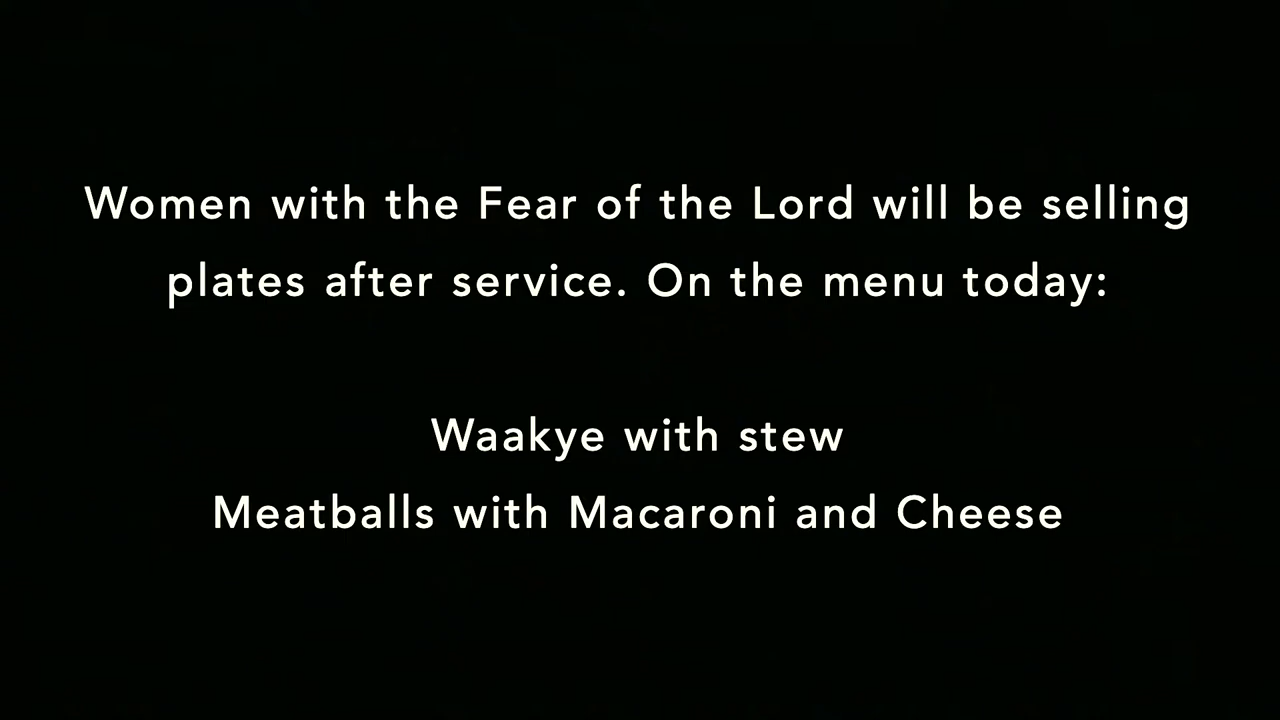 Women with the Fear of the Lord will be selling
plates after service. On the menu today:
Waakye with stew
Meatballs with Macaroni and Cheese